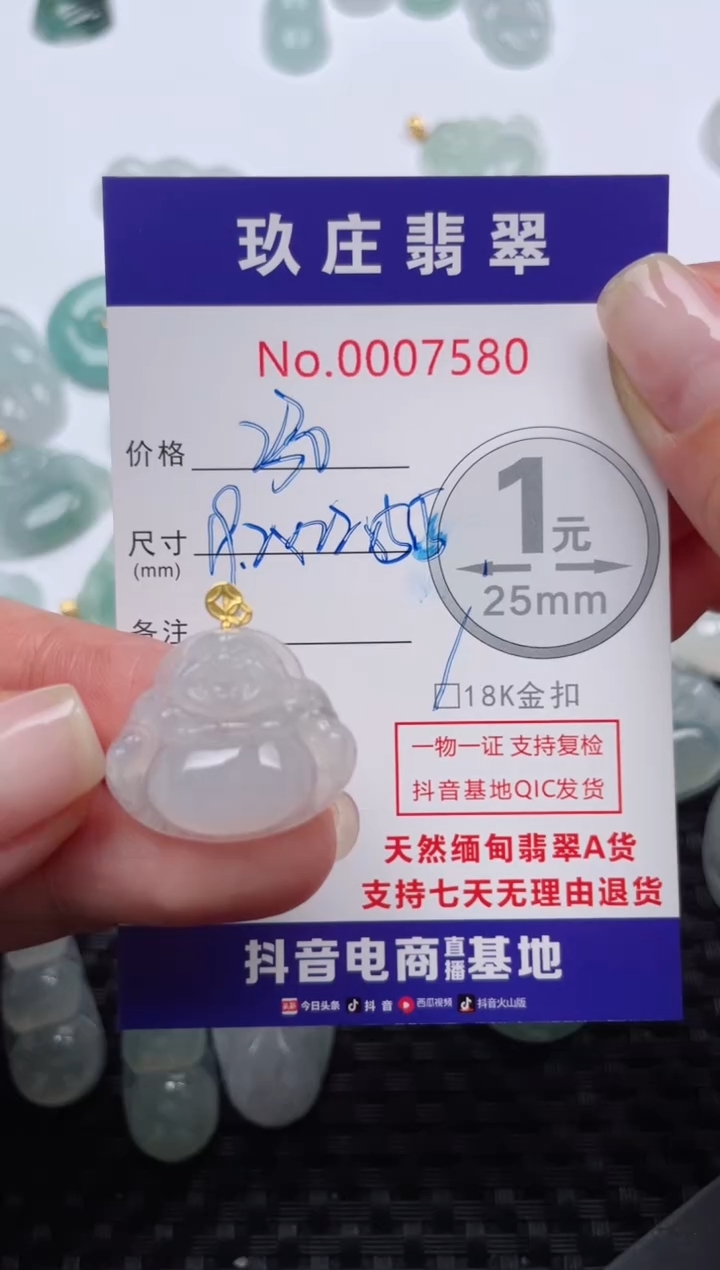 玖庄翡翠
No.0007580
价格 250
尺寸
(mm)
备注
1元
25mm
□18K金扣
一物一证 支持复检
抖音基地QIC发货
天然缅甸翡翠A货
支持七天无理由退货
抖音电商直播基地
头条 今日头条 抖音 西瓜视频 抖音火山版